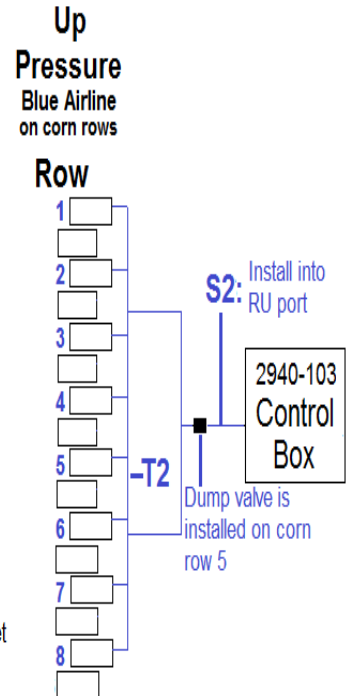 Up
Pressure
Blue Airline
on corn rows
Row
1
2
3
4
5
6
7
8
S2: Install into
RU port
2940-103
Control
Box
–T2
Dump valve is
installed on corn
row 5
et